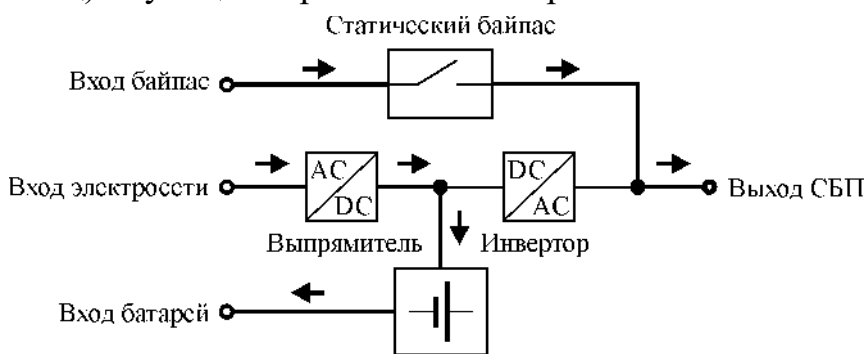 Статический байпас
Вход байпас
Вход электросети
AC
DC
DC
AC
Выход СБП
Выпрямитель
Инвертор
Вход батарей